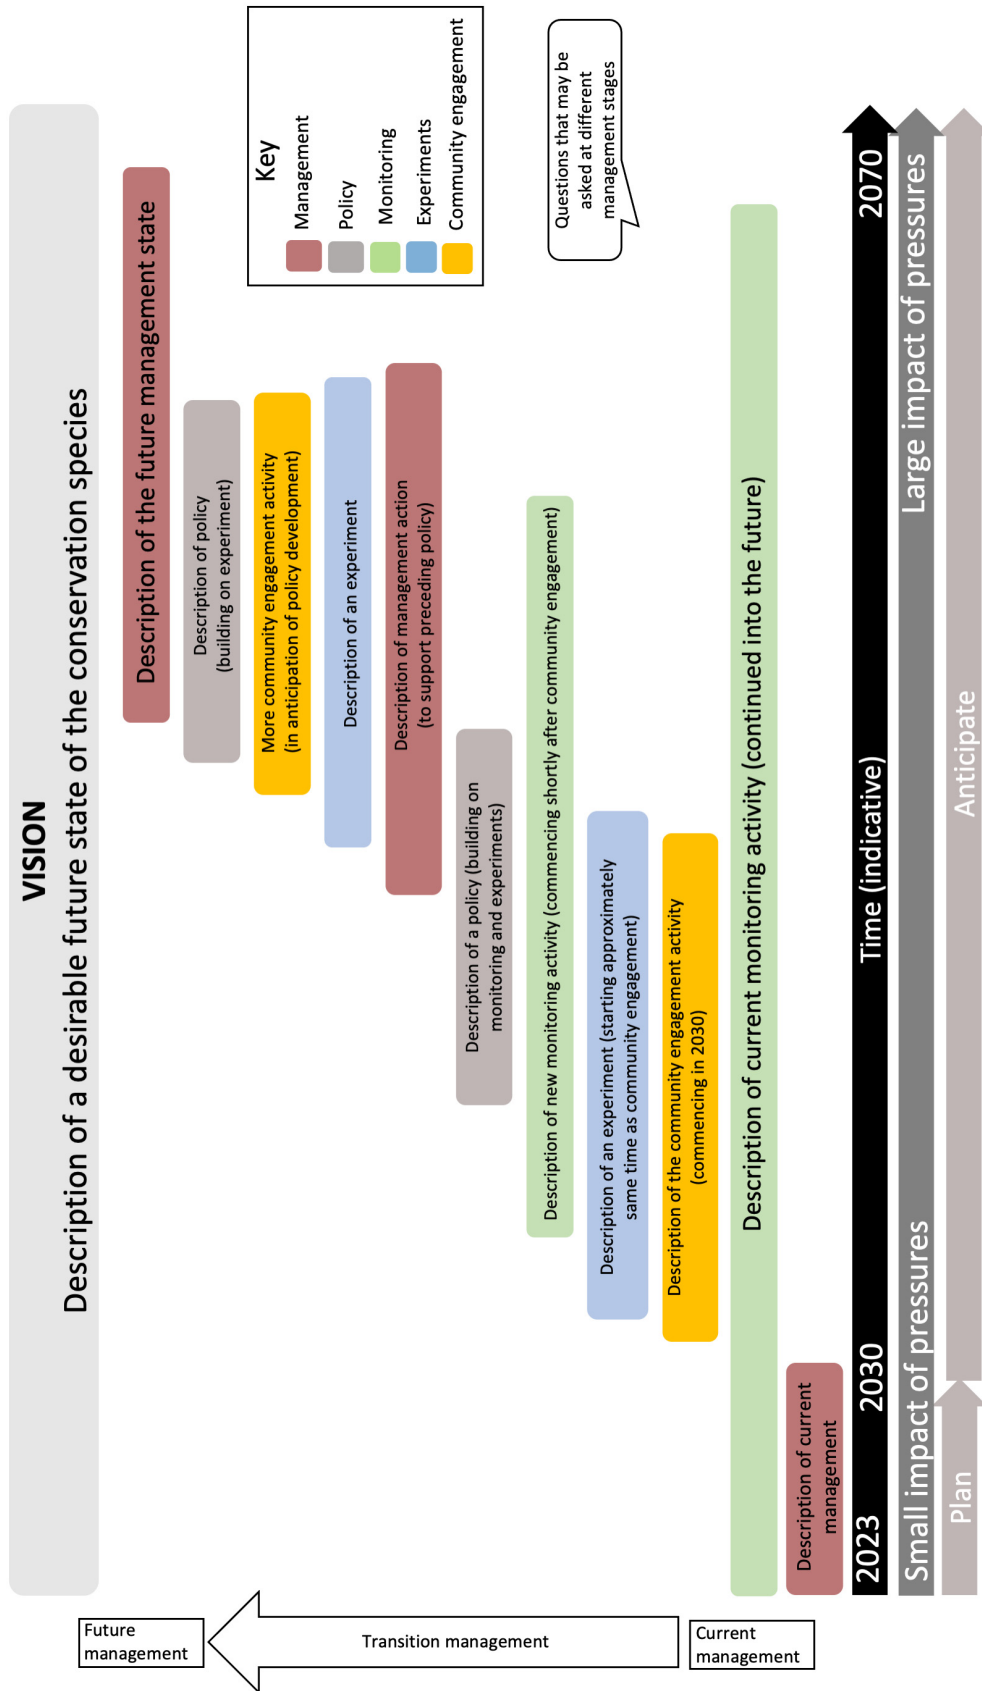 VISION
Description of a desirable future state of the conservation species
Future
management
Transition management
Current
management
Description of the future management state
Description of policy
(building on experiment)
More community engagement activity
(in anticipation of policy development)
Description of an experiment
Description of management action
(to support preceding policy)
Description of a policy (building on
monitoring and experiments)
Description of new monitoring activity (commencing shortly after community engagement)
Description of an experiment (starting approximately
same time as community engagement)
Description of the community engagement activity
(commencing in 2030)
Description of current monitoring activity (continued into the future)
Description of current
management
Key
Management
Policy
Monitoring
Experiments
Community engagement
Questions that may be
asked at different
management stages
2023
2030
Time (indicative)
2070
Small impact of pressures
Large impact of pressures
Plan
Anticipate